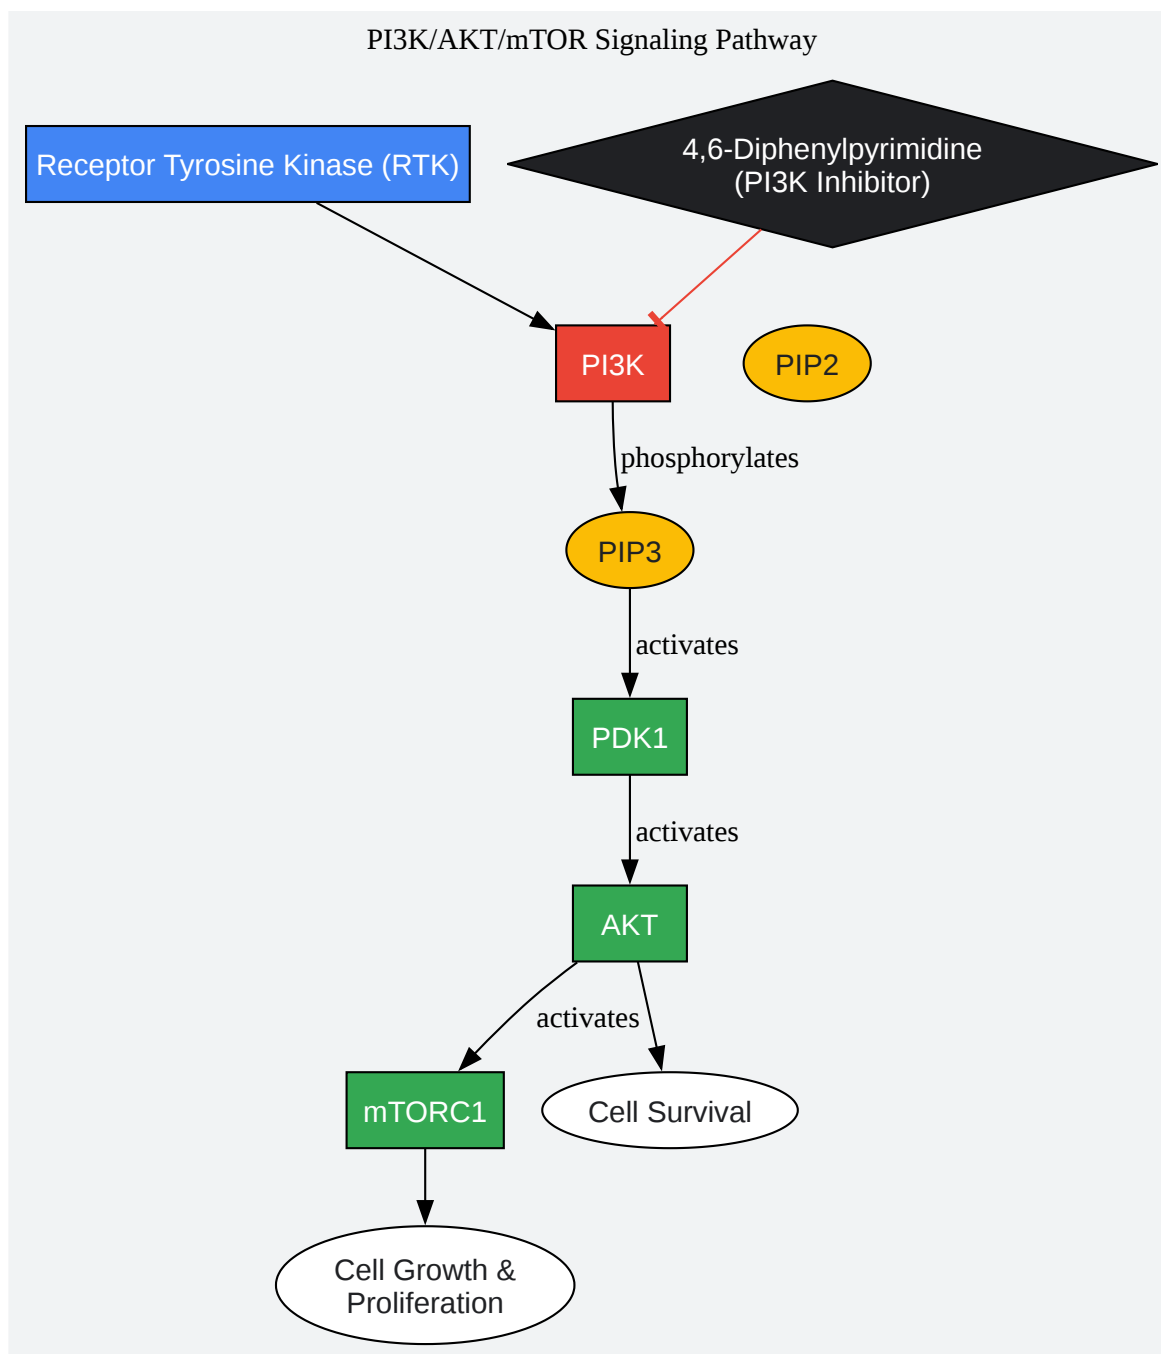 PI3K/AKT/mTOR Signaling Pathway
Receptor Tyrosine Kinase (RTK)
4,6-Diphenylpyrimidine
(PI3K Inhibitor)
PI3K
PIP2
phosphorylates
PIP3
activates
PDK1
activates
AKT
activates
mTORC1
Cell Survival
Cell Growth &
Proliferation